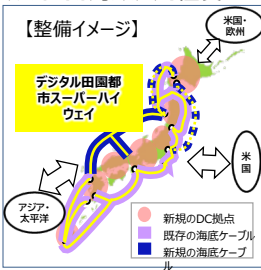 【整備イメージ】
米国・
欧州
デジタル田園都
市スーパーハイ
ウェイ
米
国
アジア・
太平洋
新規のDC拠点
既存の海底ケーブル
新規の海底ケーブ
ル